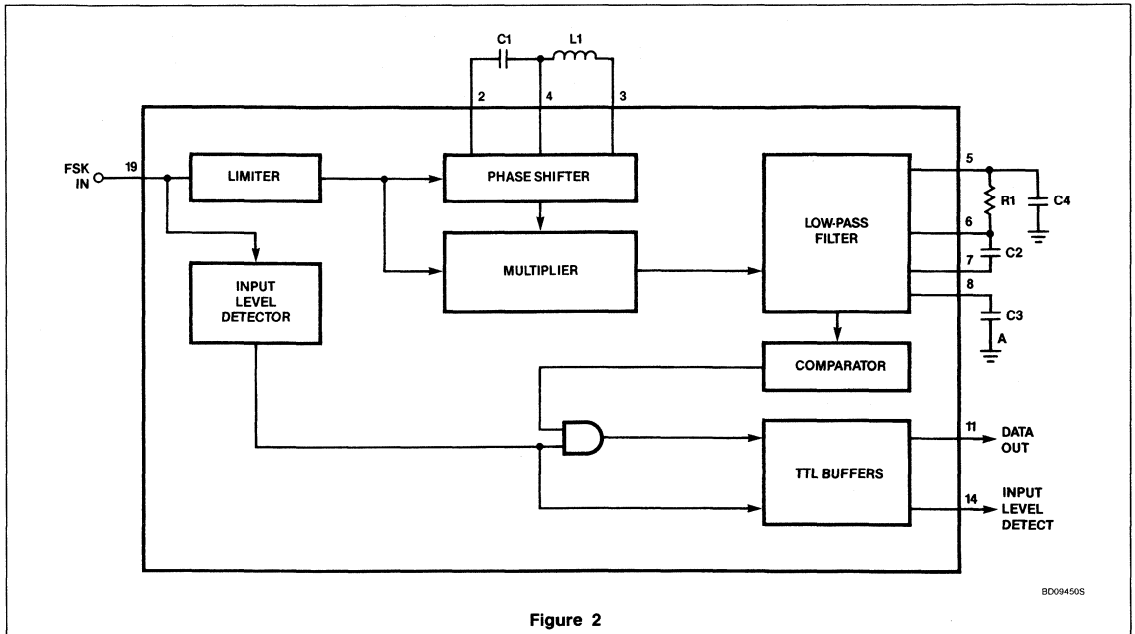 C1
L1
2
4
3
FSK
IN
19
LIMITER
PHASE SHIFTER
5
R1
C4
LOW-PASS
FILTER
6
C2
7
MULTIPLIER
INPUT
LEVEL
DETECTOR
8
C3
A
COMPARATOR
11
DATA
OUT
TTL BUFFERS
14
INPUT
LEVEL
DETECT
BD09450S
Figure 2